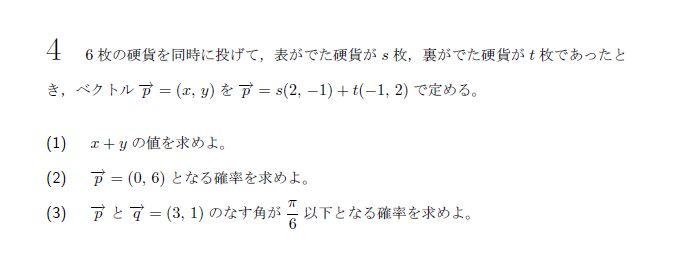 4 6 枚の硬貨を同時に投げて，表がでた硬貨が s 枚，裏がでた硬貨が t 枚であったと
き，ベクトル \overrightarrow{p} = (x, y) を \overrightarrow{p} = s(2, −1) + t(−1, 2) で定める。
(1) x + y の値を求めよ。
(2) \overrightarrow{p} = (0, 6) となる確率を求めよ。
(3) \overrightarrow{p} と \overrightarrow{q} = (3, 1) のなす角が \frac{π}{6} 以下となる確率を求めよ。